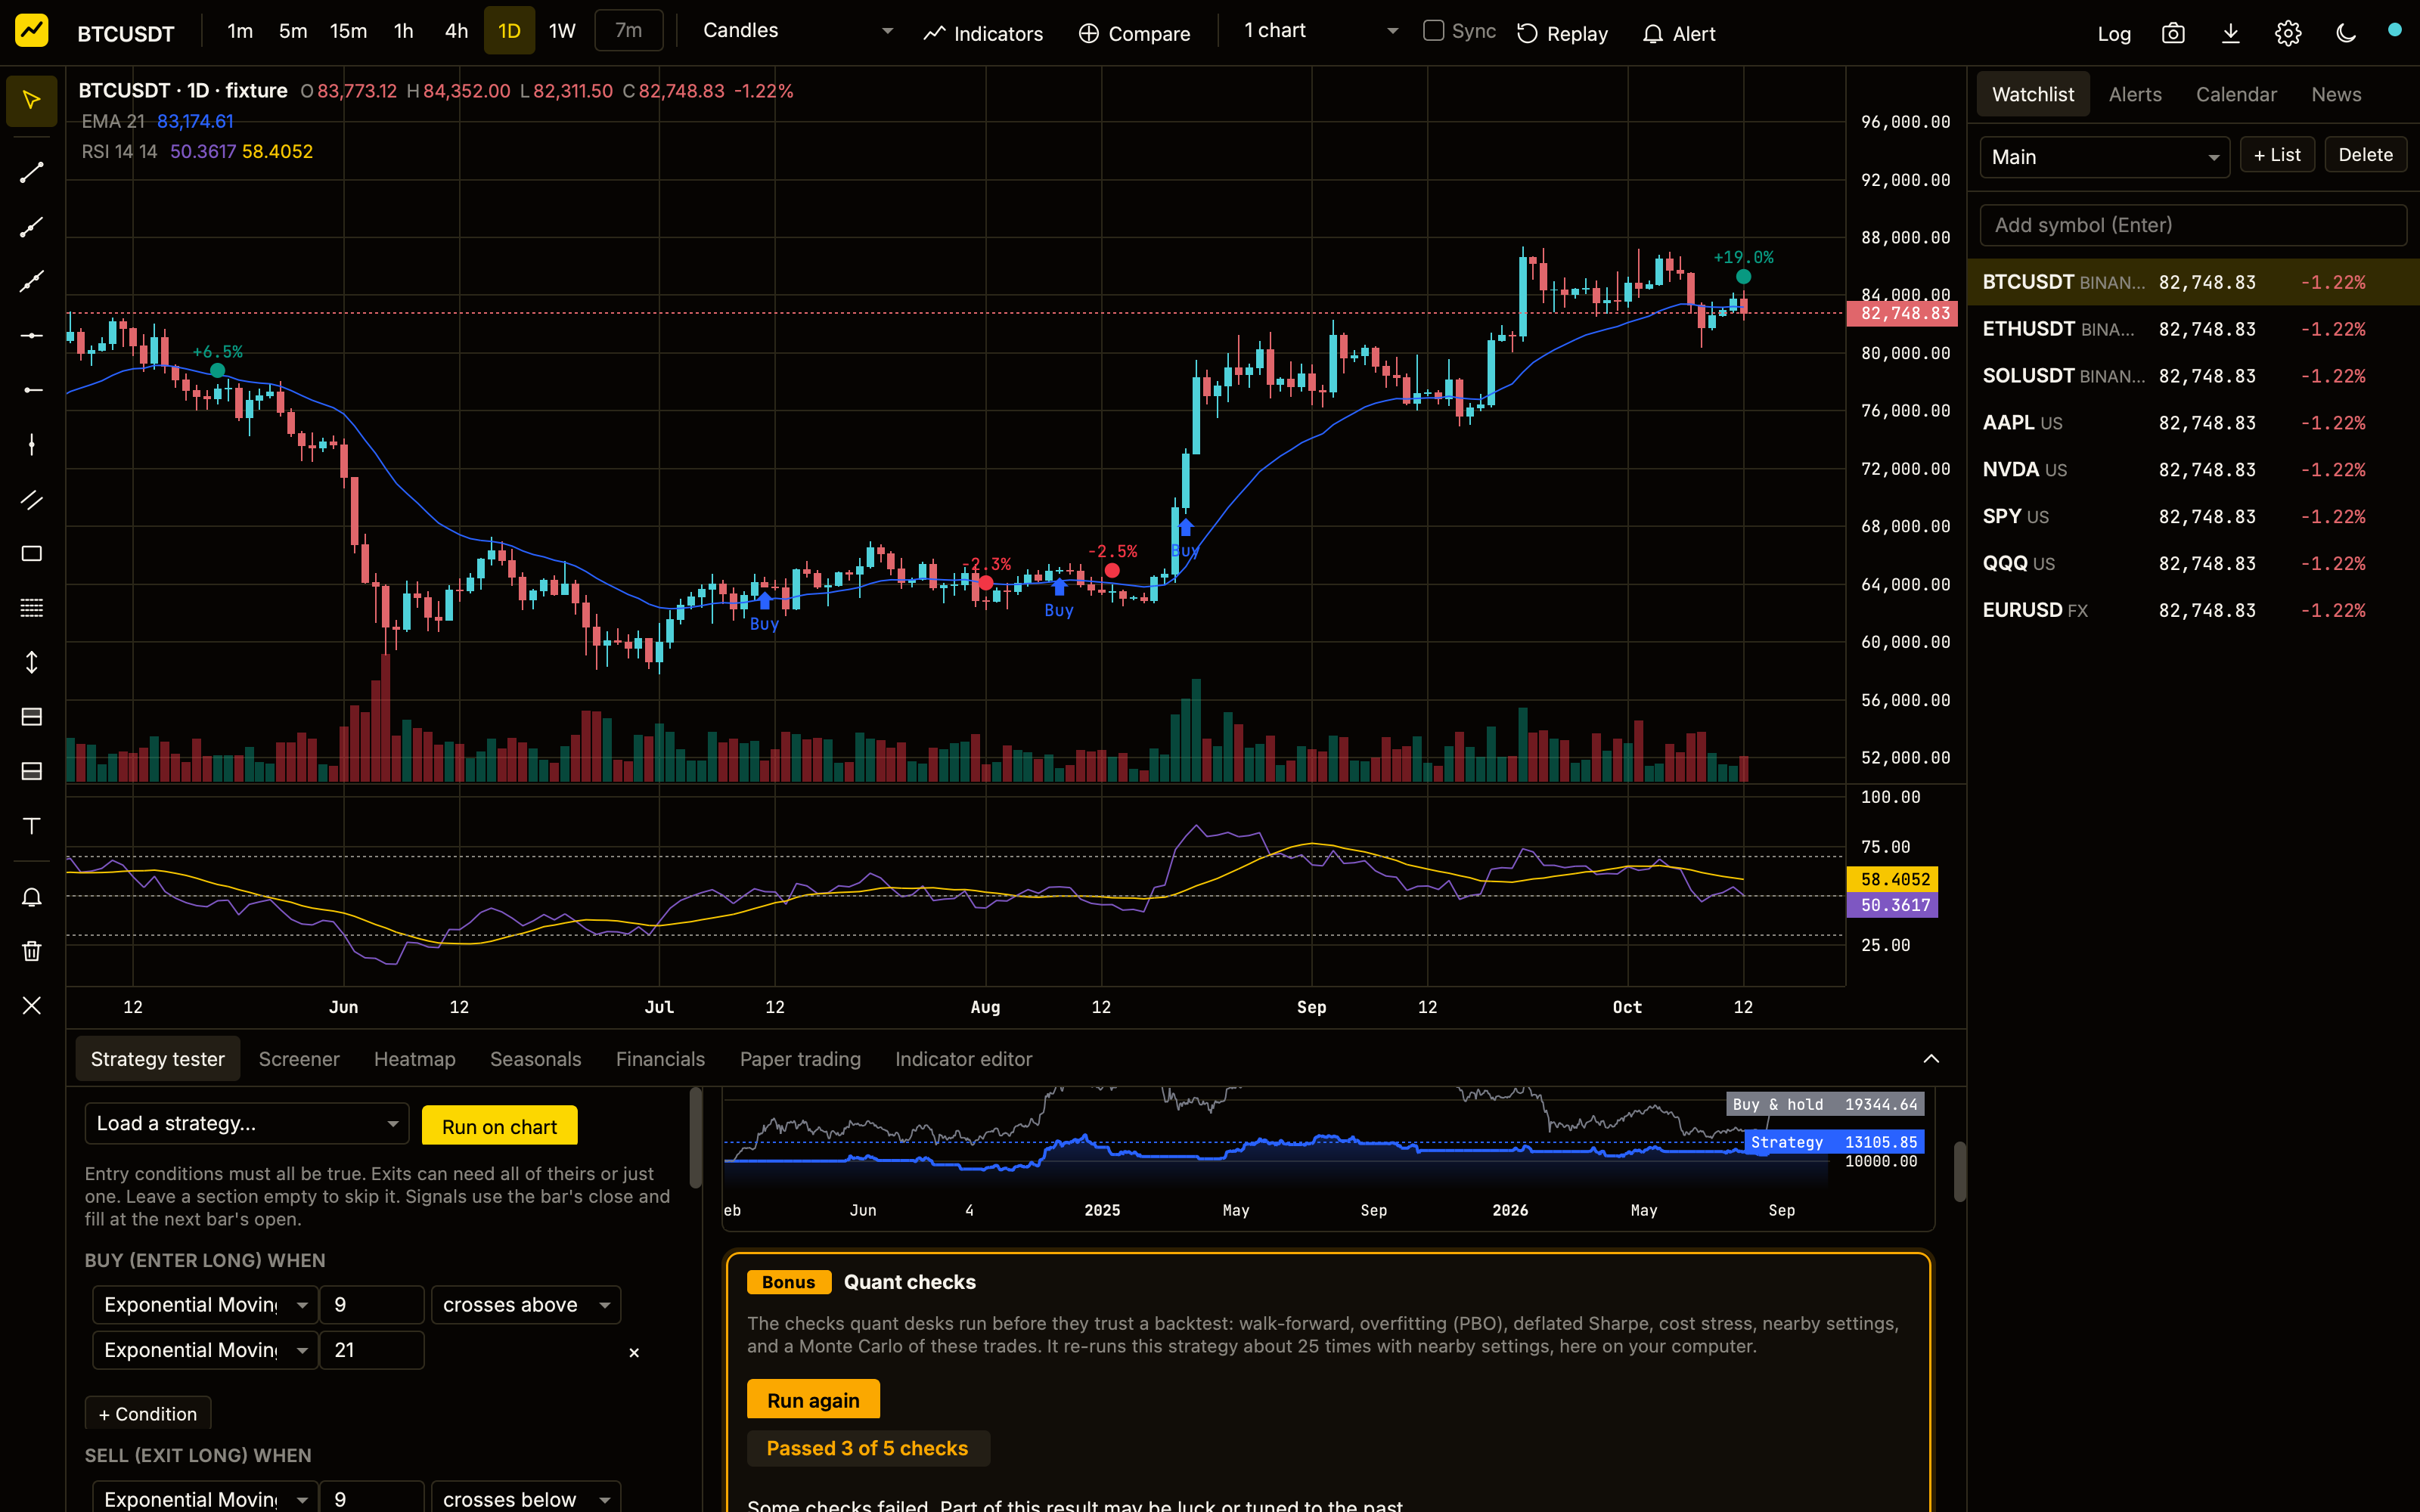 BTCUSDT 1m 5m 15m 1h 4h 1D 1W 7m Candles Indicators Compare 1 chart Sync Replay Alert Log
BTCUSDT · 1D · fixture O 83,773.12 H 84,352.00 L 82,311.50 C 82,748.83 -1.22%
EMA 21 83,174.61
RSI 14 14 50.3617 58.4052
+6.5%
Buy
-2.3%
Buy
-2.5%
Buy
+19.0%
96,000.00
92,000.00
88,000.00
84,000.00
82,748.83
80,000.00
76,000.00
72,000.00
68,000.00
64,000.00
60,000.00
56,000.00
52,000.00
100.00
75.00
58.4052
50.3617
25.00
12 Jun 12 Jul 12 Aug 12 Sep 12 Oct 12
Watchlist Alerts Calendar News
Main + List Delete
Add symbol (Enter)
BTCUSDT BINAN... 82,748.83 -1.22%
ETHUSDT BINA... 82,748.83 -1.22%
SOLUSDT BINAN... 82,748.83 -1.22%
AAPL US 82,748.83 -1.22%
NVDA US 82,748.83 -1.22%
SPY US 82,748.83 -1.22%
QQQ US 82,748.83 -1.22%
EURUSD FX 82,748.83 -1.22%
Strategy tester Screener Heatmap Seasonals Financials Paper trading Indicator editor
Load a strategy... Run on chart
Entry conditions must all be true. Exits can need all of theirs or just
one. Leave a section empty to skip it. Signals use the bar's close and
fill at the next bar's open.
BUY (ENTER LONG) WHEN
Exponential Movin 9 crosses above
Exponential Movin 21 ×
+ Condition
SELL (EXIT LONG) WHEN
Exponential Movin 9 crosses below
Buy & hold 19344.64
Strategy 13105.85
10000.00
eb Jun 4 2025 May Sep 2026 May Sep
Bonus Quant checks
The checks quant desks run before they trust a backtest: walk-forward, overfitting (PBO), deflated Sharpe, cost stress, nearby settings,
and a Monte Carlo of these trades. It re-runs this strategy about 25 times with nearby settings, here on your computer.
Run again
Passed 3 of 5 checks
Some checks failed. Part of this result may be luck or tuned to the past.